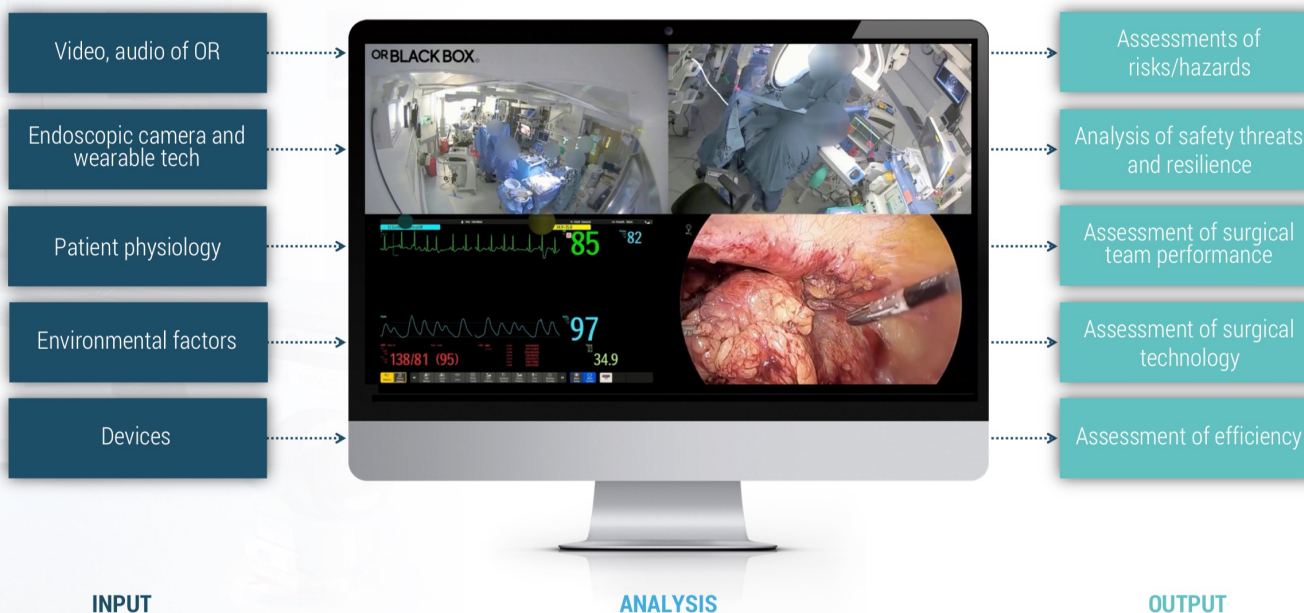 Video, audio of OR
Endoscopic camera and
wearable tech
Patient physiology
Environmental factors
Devices
OR BLACK BOX®
85
82
97
138/81 (95)
34.9
Assessments of
risks/hazards
Analysis of safety threats
and resilience
Assessment of surgical
team performance
Assessment of surgical
technology
Assessment of efficiency
INPUT
ANALYSIS
OUTPUT